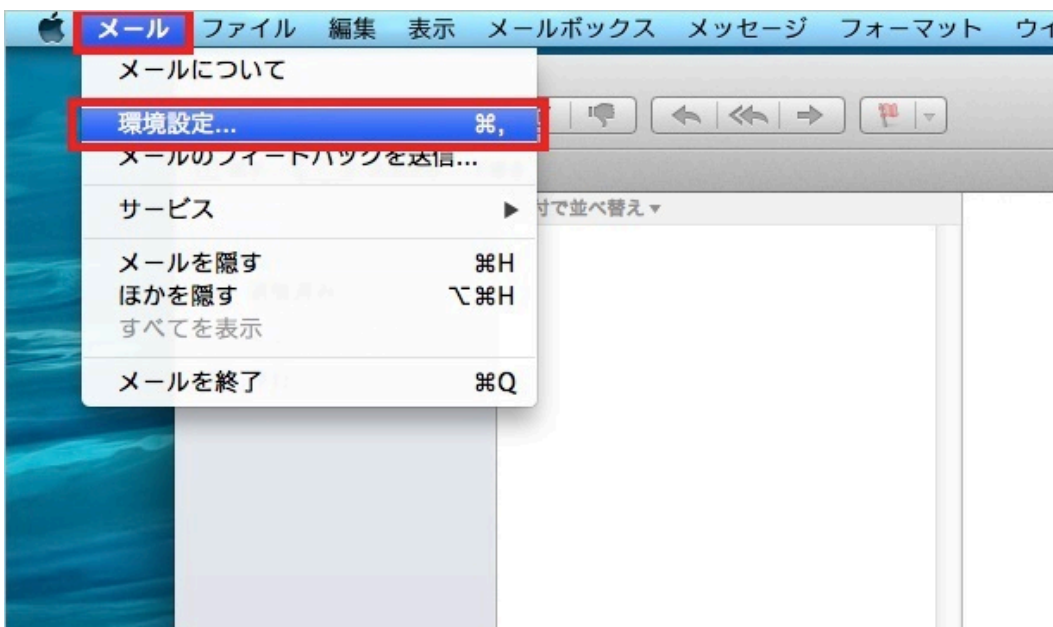 メール ファイル 編集 表示 メールボックス メッセージ フォーマット ウイ
メールについて
環境設定... ⌘,
メールのフィードバックを送信...
サービス ▶
付で並べ替え ▼
メールを隠す ⌘H
ほかを隠す ⌥⌘H
すべてを表示
メールを終了 ⌘Q